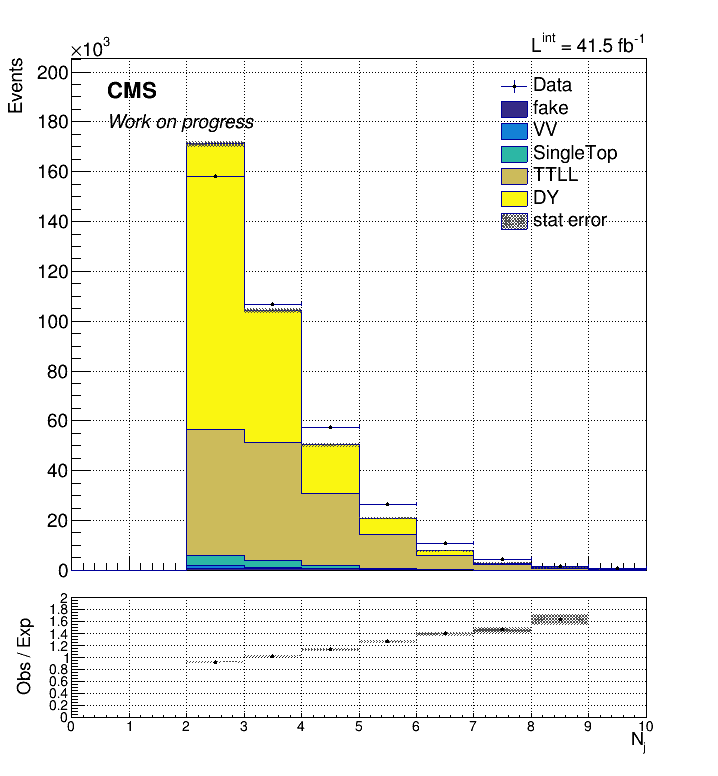 ×10³
L^int = 41.5 fb⁻¹
Events
CMS
Work on progress
Data
fake
VV
SingleTop
TTLL
DY
stat error
200
180
160
140
120
100
80
60
40
20
0
Obs / Exp
2
1.8
1.6
1.4
1.2
1
0.8
0.6
0.4
0.2
0
0 1 2 3 4 5 6 7 8 9 10
N_j